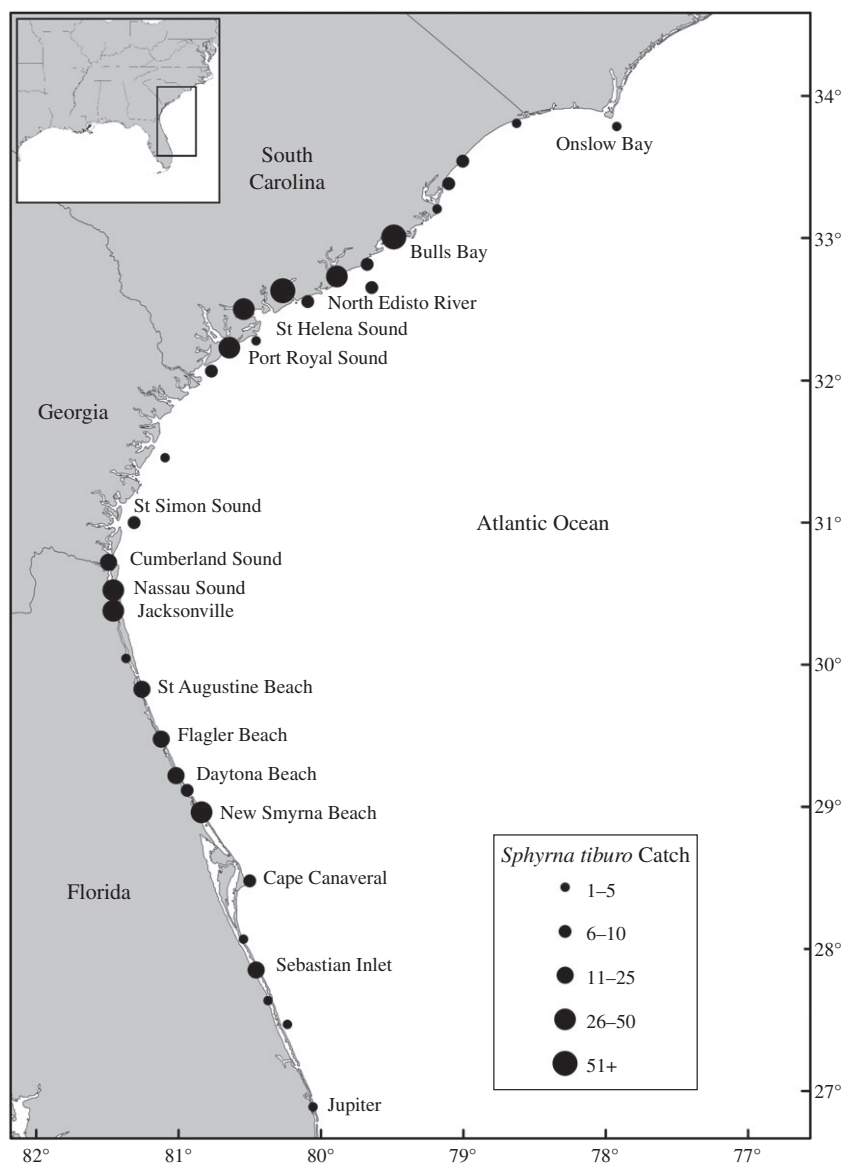 South
Carolina
Onslow Bay
34°
Bulls Bay
33°
North Edisto River
St Helena Sound
Port Royal Sound
32°
Georgia
St Simon Sound
31°
Atlantic Ocean
Cumberland Sound
Nassau Sound
Jacksonville
30°
St Augustine Beach
Flagler Beach
Daytona Beach
New Smyrna Beach
29°
Florida
Cape Canaveral
Sebastian Inlet
28°
Jupiter
27°
Sphyrna tiburo Catch
1–5
6–10
11–25
26–50
51+
82° 81° 80° 79° 78° 77°